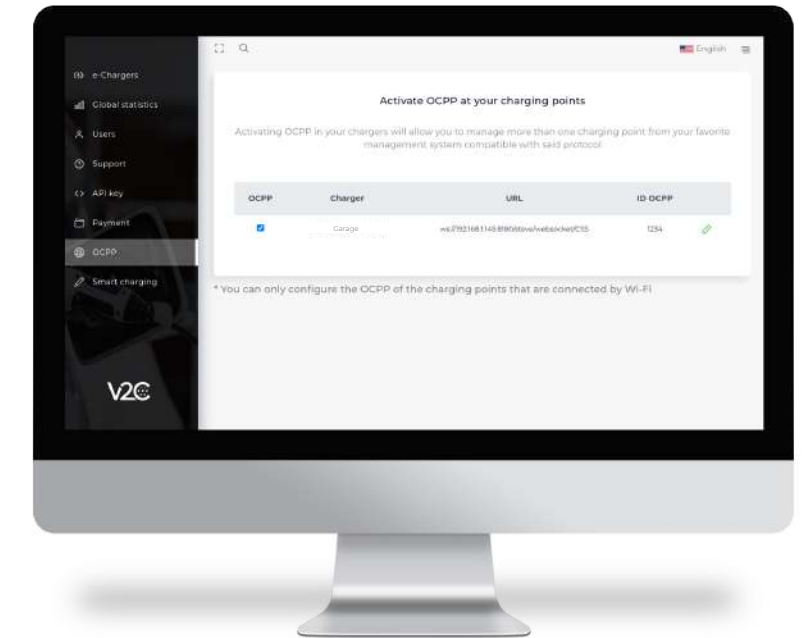 English
e-Chargers
Global statistics
Users
Support
API key
Payment
OCPP
Smart charging
V2C
Activate OCPP at your charging points
Activating OCPP in your chargers will allow you to manage more than one charging point from your favorite
management system compatible with said protocol
OCPP Charger URL ID OCPP
Garage 1234
* You can only configure the OCPP of the charging points that are connected by Wi-Fi